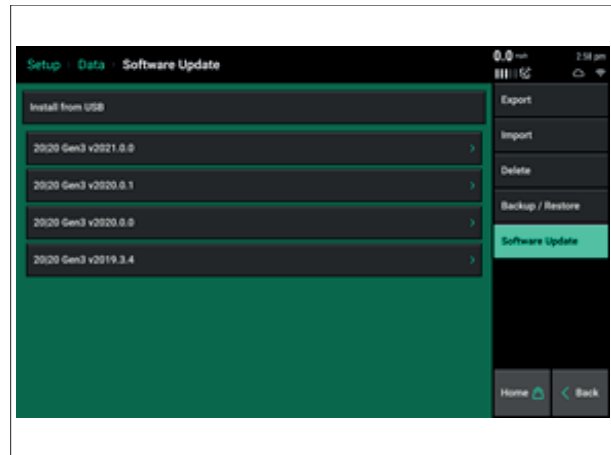 Setup Data Software Update
0.0 mph 2:58 pm
Install from USB
20|20 Gen3 v2021.0.0
20|20 Gen3 v2020.0.1
20|20 Gen3 v2020.0.0
20|20 Gen3 v2019.3.4
Export
Import
Delete
Backup / Restore
Software Update
Home
Back